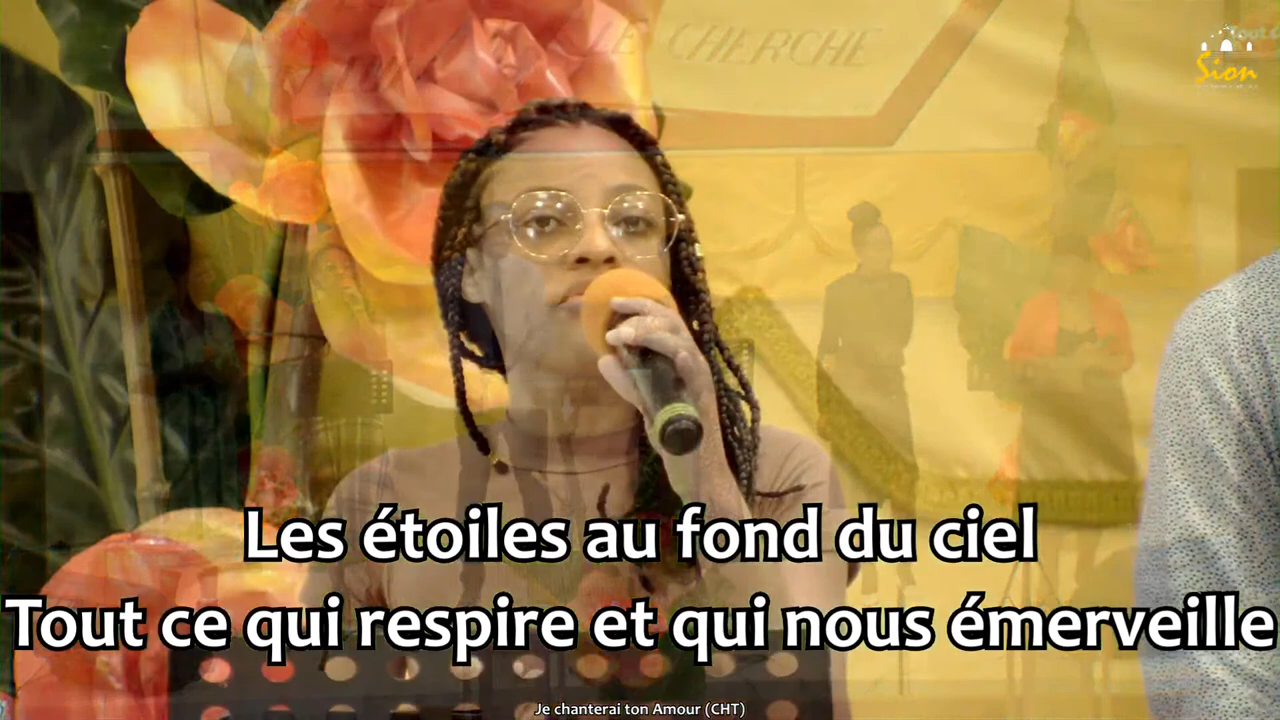 LE CHERCHE
Sion
Les étoiles au fond du ciel
Tout ce qui respire et qui nous émerveille
Je chanterai ton Amour (CHT)